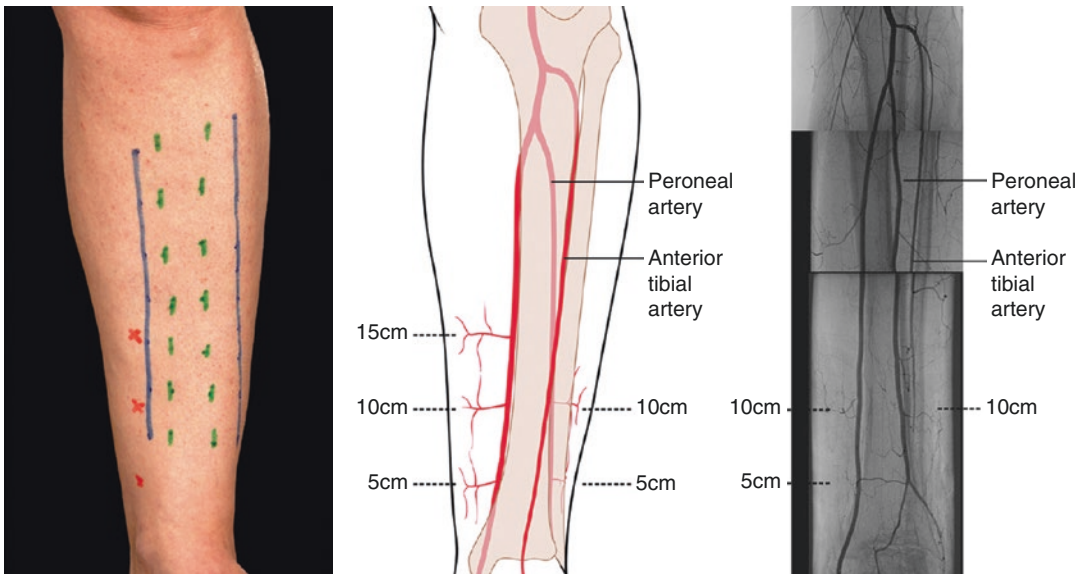 Peroneal
artery
Anterior
tibial
artery
15cm
10cm
10cm
5cm
5cm
Peroneal
artery
Anterior
tibial
artery
10cm
10cm
5cm